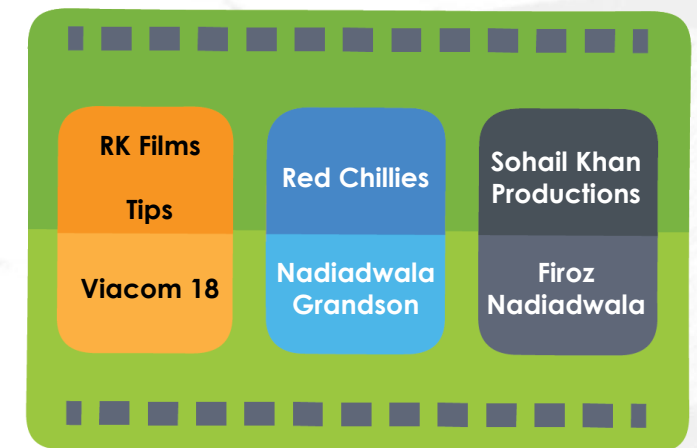 RK Films
Tips
Viacom 18
Red Chillies
Nadiadwala
Grandson
Sohail Khan
Productions
Firoz
Nadiadwala